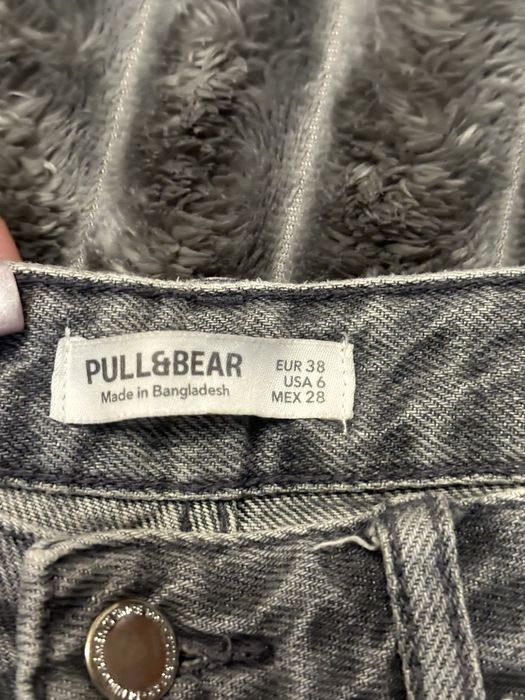 PULL&BEAR
Made in Bangladesh
EUR 38
USA 6
MEX 28